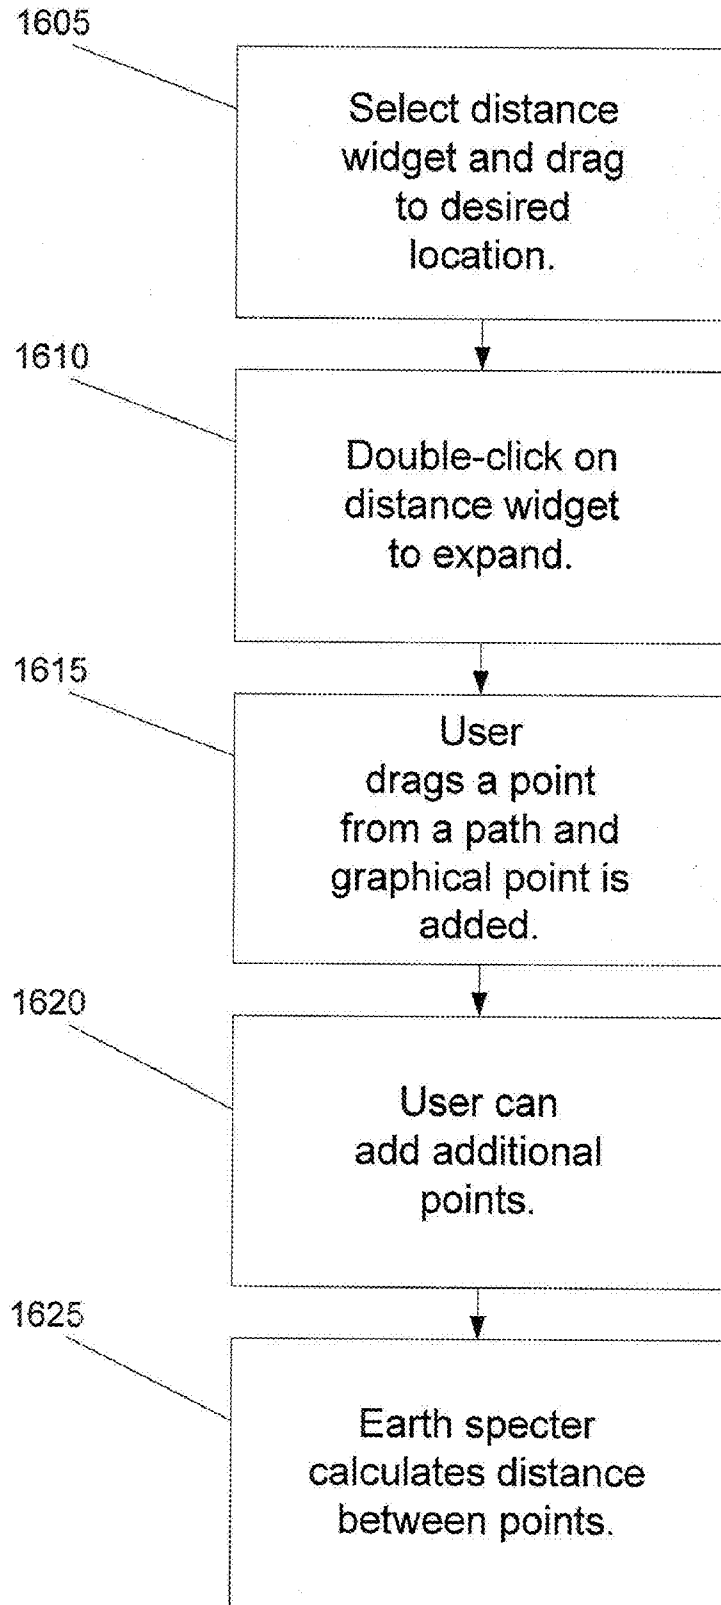 1605
Select distance
widget and drag
to desired
location.
1610
Double-click on
distance widget
to expand.
1615
User
drags a point
from a path and
graphical point is
added.
1620
User can
add additional
points.
1625
Earth specter
calculates distance
between points.